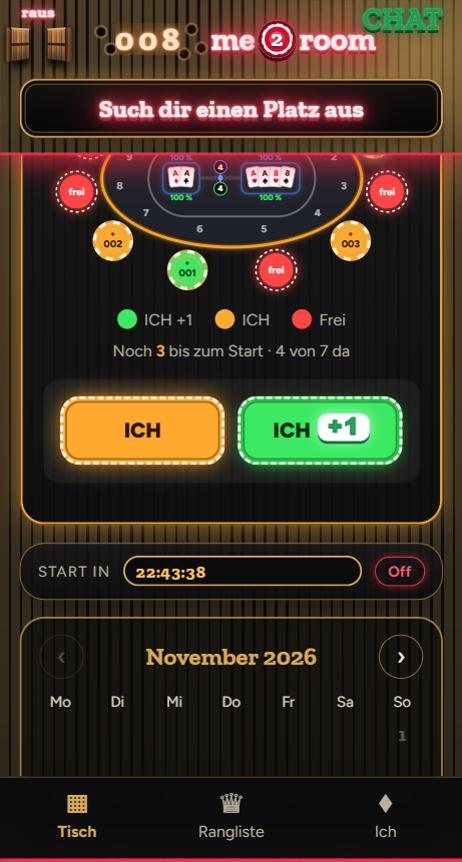 raus
008 me 2 room
CHAT
Such dir einen Platz aus
9 100 % 100 % 2
A A 4 A A 8 8
frei 8 4 3 frei
100 % 100 %
7 4
002 6 5 003
001 frei
ICH +1 ICH Frei
Noch 3 bis zum Start · 4 von 7 da
ICH ICH +1
START IN 22:43:38 Off
‹ November 2026 ›
Mo Di Mi Do Fr Sa So
1
Tisch Rangliste Ich